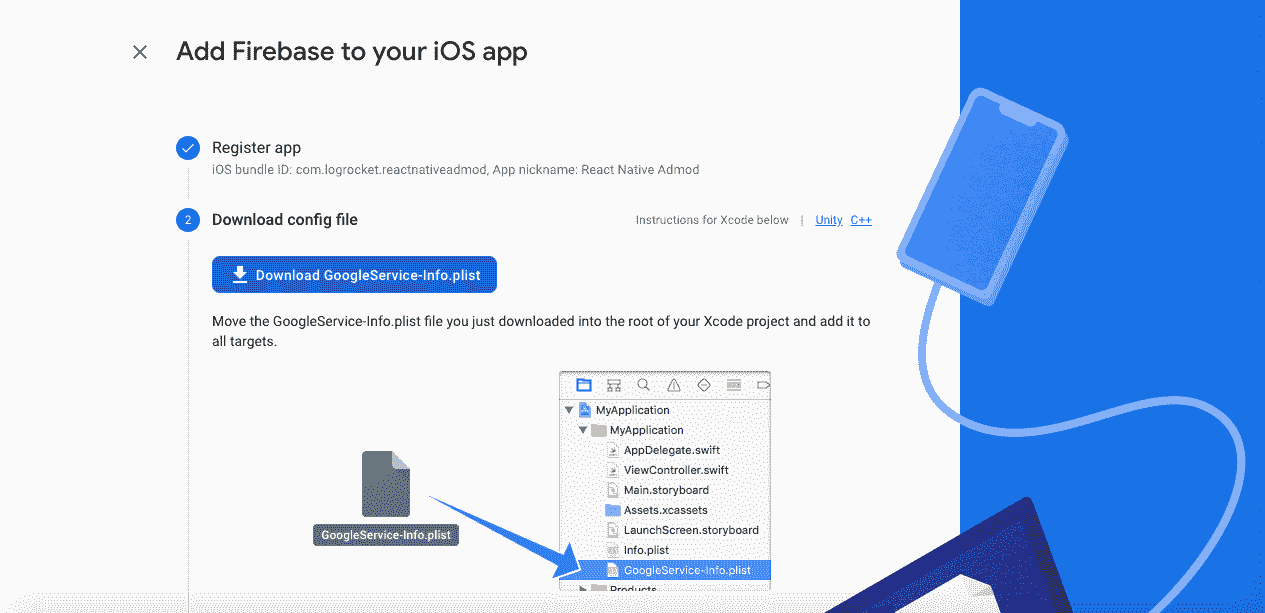 Add Firebase to your iOS app
Register app
iOS bundle ID: com.logrocket.reactnativeadmod, App nickname: React Native Admod
2
Download config file
Instructions for Xcode below | Unity C++
Download GoogleService-Info.plist
Move the GoogleService-Info.plist file you just downloaded into the root of your Xcode project and add it to
all targets.
MyApplication
MyApplication
AppDelegate.swift
ViewController.swift
Main.storyboard
Assets.xcassets
LaunchScreen.storyboard
Info.plist
GoogleService-Info.plist
Products
GoogleService-Info.plist